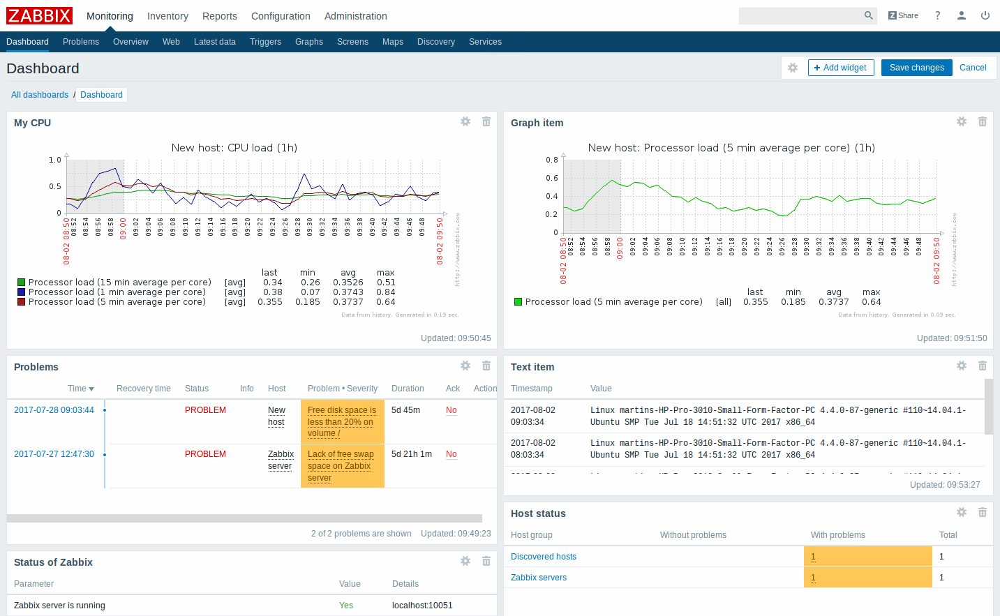 ZABBIX Monitoring Inventory Reports Configuration Administration Z Share ?
Dashboard Problems Overview Web Latest data Triggers Graphs Screens Maps Discovery Services
Dashboard
+ Add widget Save changes Cancel
All dashboards / Dashboard
My CPU
New host: CPU load (1h)
1.0
0.5
0
08-02 08:50 08:52 08:54 08:56 08:58 09:00 09:02 09:04 09:06 09:08 09:10 09:12 09:14 09:16 09:18 09:20 09:22 09:24 09:26 09:28 09:30 09:32 09:34 09:36 09:38 09:40 09:42 09:44 09:46 09:48 08-02 09:50
http://www.zabbix.com
last min avg max
Processor load (15 min average per core) [avg] 0.34 0.26 0.3526 0.51
Processor load (1 min average per core) [avg] 0.38 0.07 0.3743 0.84
Processor load (5 min average per core) [avg] 0.355 0.185 0.3737 0.64
Data from history. Generated in 0.19 sec.
Updated: 09:50:45
Graph item
New host: Processor load (5 min average per core) (1h)
0.8
0.6
0.4
0.2
0
08-02 08:50 08:52 08:54 08:56 08:58 09:00 09:02 09:04 09:06 09:08 09:10 09:12 09:14 09:16 09:18 09:20 09:22 09:24 09:26 09:28 09:30 09:32 09:34 09:36 09:38 09:40 09:42 09:44 09:46 09:48 08-02 09:50
http://www.zabbix.com
last min avg max
Processor load (5 min average per core) [all] 0.355 0.185 0.3737 0.64
Data from history. Generated in 0.09 sec.
Updated: 09:51:50
Problems
Time Recovery time Status Info Host Problem • Severity Duration Ack Action
2017-07-28 09:03:44 PROBLEM New Free disk space is 5d 45m No
host less than 20% on
volume /
2017-07-27 12:47:30 PROBLEM Zabbix Lack of free swap 5d 21h 1m No
server space on Zabbix
server
2 of 2 problems are shown Updated: 09:49:23
Text item
Timestamp Value
2017-08-02 Linux martins-HP-Pro-3010-Small-Form-Factor-PC 4.4.0-87-generic #110~14.04.1-
09:03:34 Ubuntu SMP Tue Jul 18 14:51:32 UTC 2017 x86_64
2017-08-02 Linux martins-HP-Pro-3010-Small-Form-Factor-PC 4.4.0-87-generic #110~14.04.1-
08:03:34 Ubuntu SMP Tue Jul 18 14:51:32 UTC 2017 x86_64
Updated: 09:53:27
Host status
Host group Without problems With problems Total
Discovered hosts 1 1
Zabbix servers 1 1
Status of Zabbix
Parameter Value Details
Zabbix server is running Yes localhost:10051